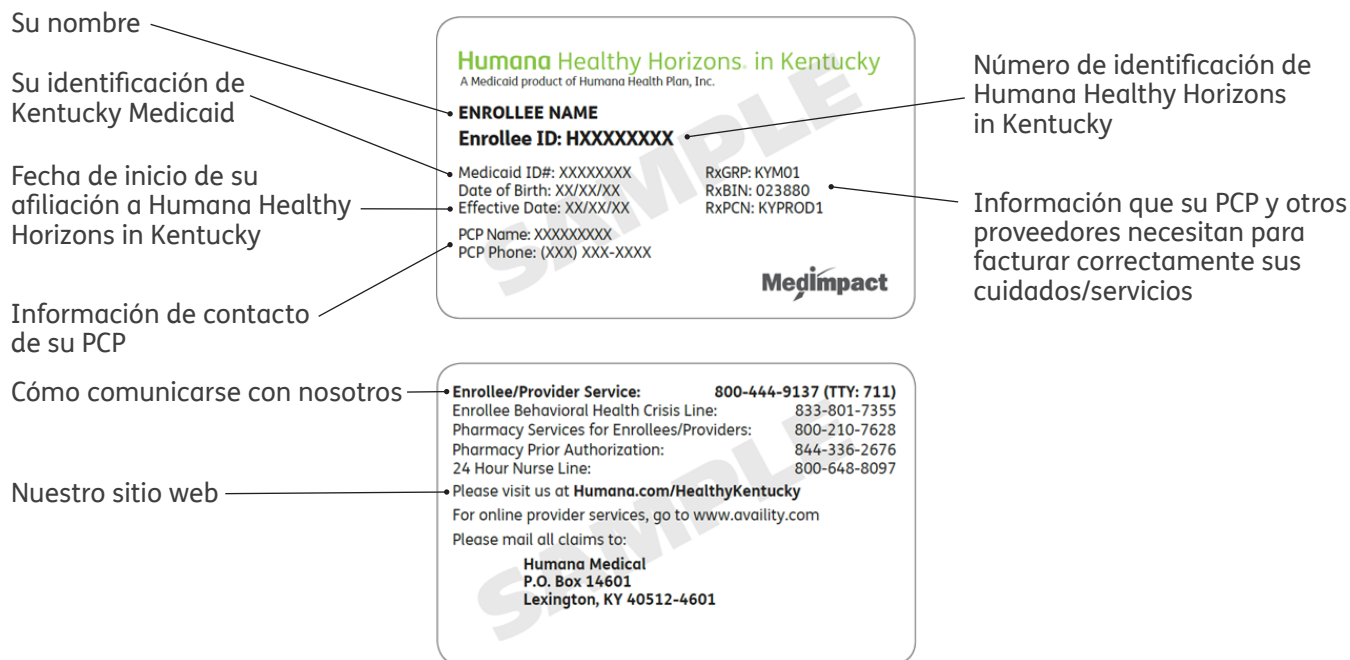 Su nombre
Su identificación de
Kentucky Medicaid
Fecha de inicio de su
afiliación a Humana Healthy
Horizons in Kentucky
Información de contacto
de su PCP
Humana Healthy Horizons® in Kentucky
A Medicaid product of Humana Health Plan, Inc.
ENROLLEE NAME
Enrollee ID: HXXXXXXXX
Medicaid ID#: XXXXXXXX
Date of Birth: XX/XX/XX
Effective Date: XX/XX/XX
RxGRP: KYM01
RxBIN: 023880
RxPCN: KYPROD1
PCP Name: XXXXXXXXX
PCP Phone: (XXX) XXX-XXXX
Medimpact
SAMPLE
Número de identificación de
Humana Healthy Horizons
in Kentucky
Información que su PCP y otros
proveedores necesitan para
facturar correctamente sus
cuidados/servicios
Cómo comunicarse con nosotros
Nuestro sitio web
Enrollee/Provider Service: 800-444-9137 (TTY: 711)
Enrollee Behavioral Health Crisis Line: 833-801-7355
Pharmacy Services for Enrollees/Providers: 800-210-7628
Pharmacy Prior Authorization: 844-336-2676
24 Hour Nurse Line: 800-648-8097
Please visit us at Humana.com/HealthyKentucky
For online provider services, go to www.availity.com
Please mail all claims to:
Humana Medical
P.O. Box 14601
Lexington, KY 40512-4601
SAMPLE